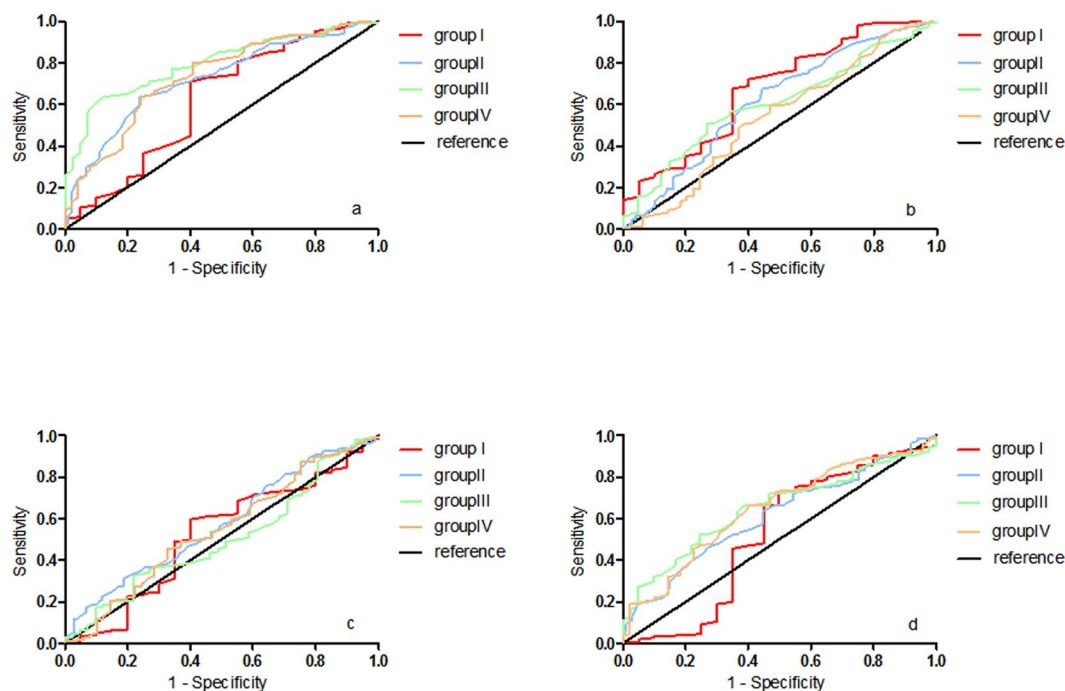 1.0
0.8
0.6
0.4
0.2
0.0
Sensitivity
0.0 0.2 0.4 0.6 0.8 1.0
1 - Specificity
a
group I
groupII
groupIII
groupIV
reference
1.0
0.8
0.6
0.4
0.2
0.0
Sensitivity
0.0 0.2 0.4 0.6 0.8 1.0
1 - Specificity
b
group I
groupII
groupIII
groupIV
reference
1.0
0.8
0.6
0.4
0.2
0.0
Sensitivity
0.0 0.2 0.4 0.6 0.8 1.0
1 - Specificity
c
group I
groupII
groupIII
groupIV
reference
1.0
0.8
0.6
0.4
0.2
0.0
Sensitivity
0.0 0.2 0.4 0.6 0.8 1.0
1 - Specificity
d
group I
groupII
groupIII
groupIV
reference